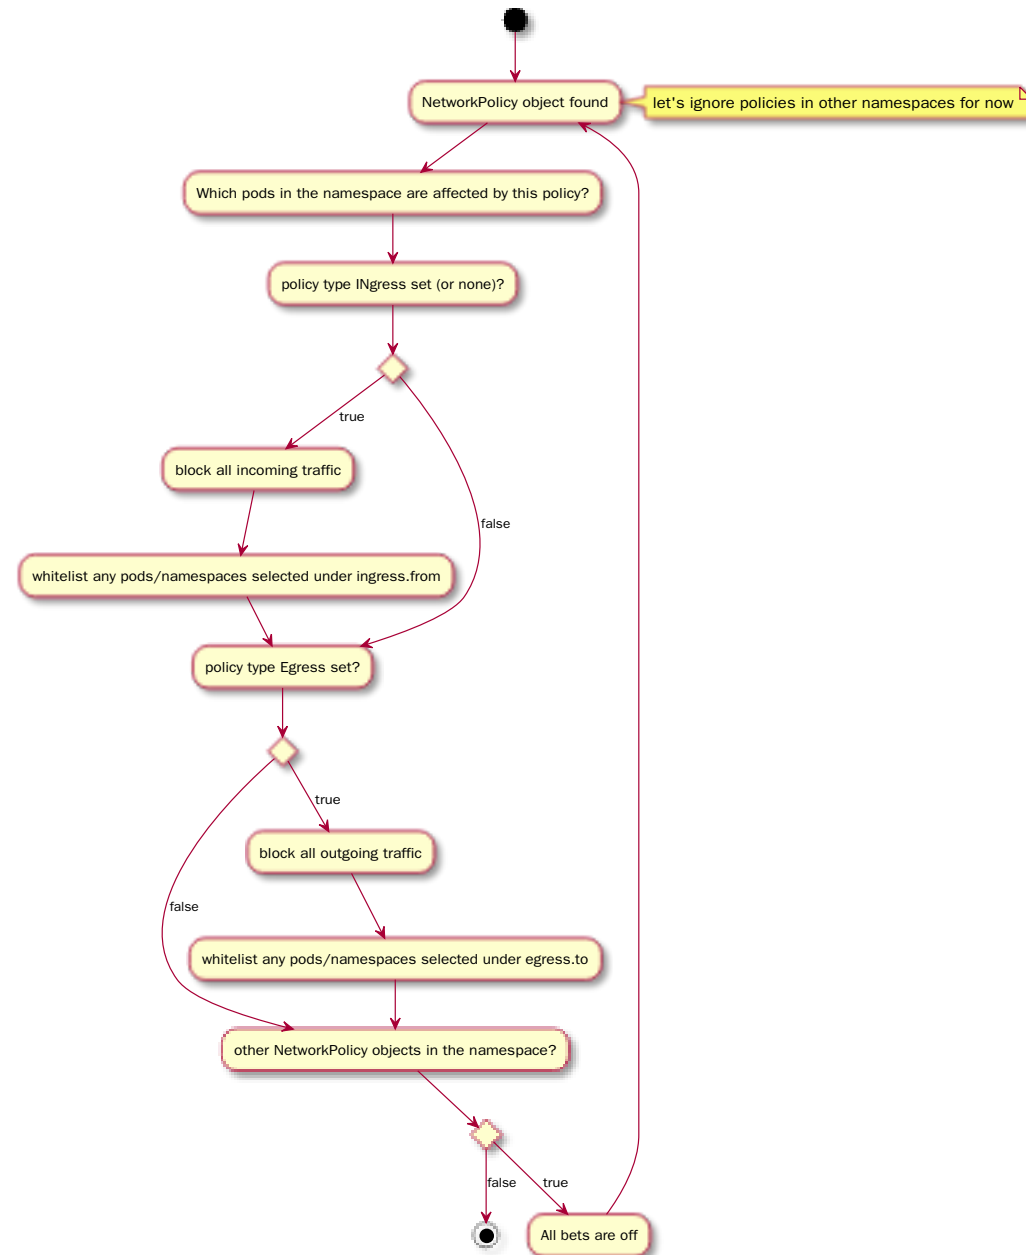 NetworkPolicy object found
let's ignore policies in other namespaces for now
Which pods in the namespace are affected by this policy?
policy type INgress set (or none)?
true
block all incoming traffic
false
whitelist any pods/namespaces selected under ingress.from
policy type Egress set?
true
block all outgoing traffic
false
whitelist any pods/namespaces selected under egress.to
other NetworkPolicy objects in the namespace?
false
true
All bets are off